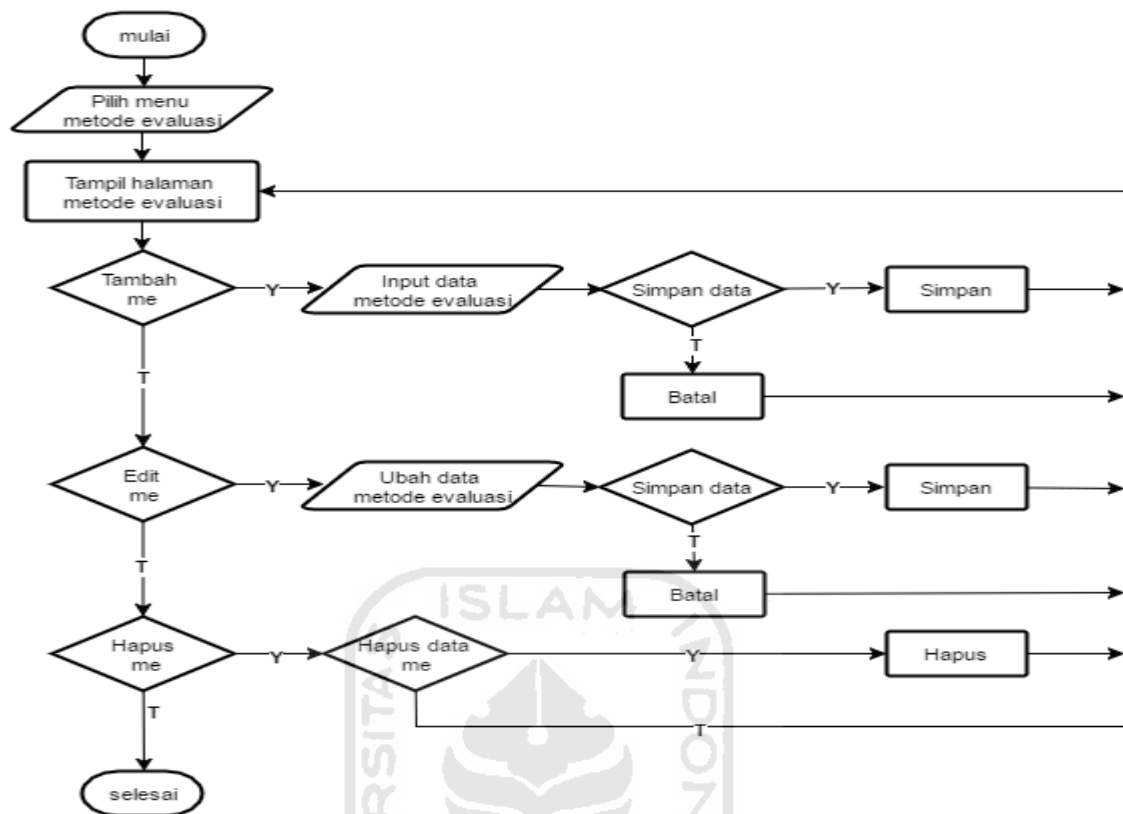 mulai
Pilih menu
metode evaluasi
Tampil halaman
metode evaluasi
Tambah
me
Y
Input data
metode evaluasi
Simpan data
Y
Simpan
T
Batal
T
Edit
me
Y
Ubah data
metode evaluasi
Simpan data
Y
Simpan
T
Batal
T
ISLAM
Hapus
me
Y
Hapus data
me
Y
Hapus
T
T
selesai